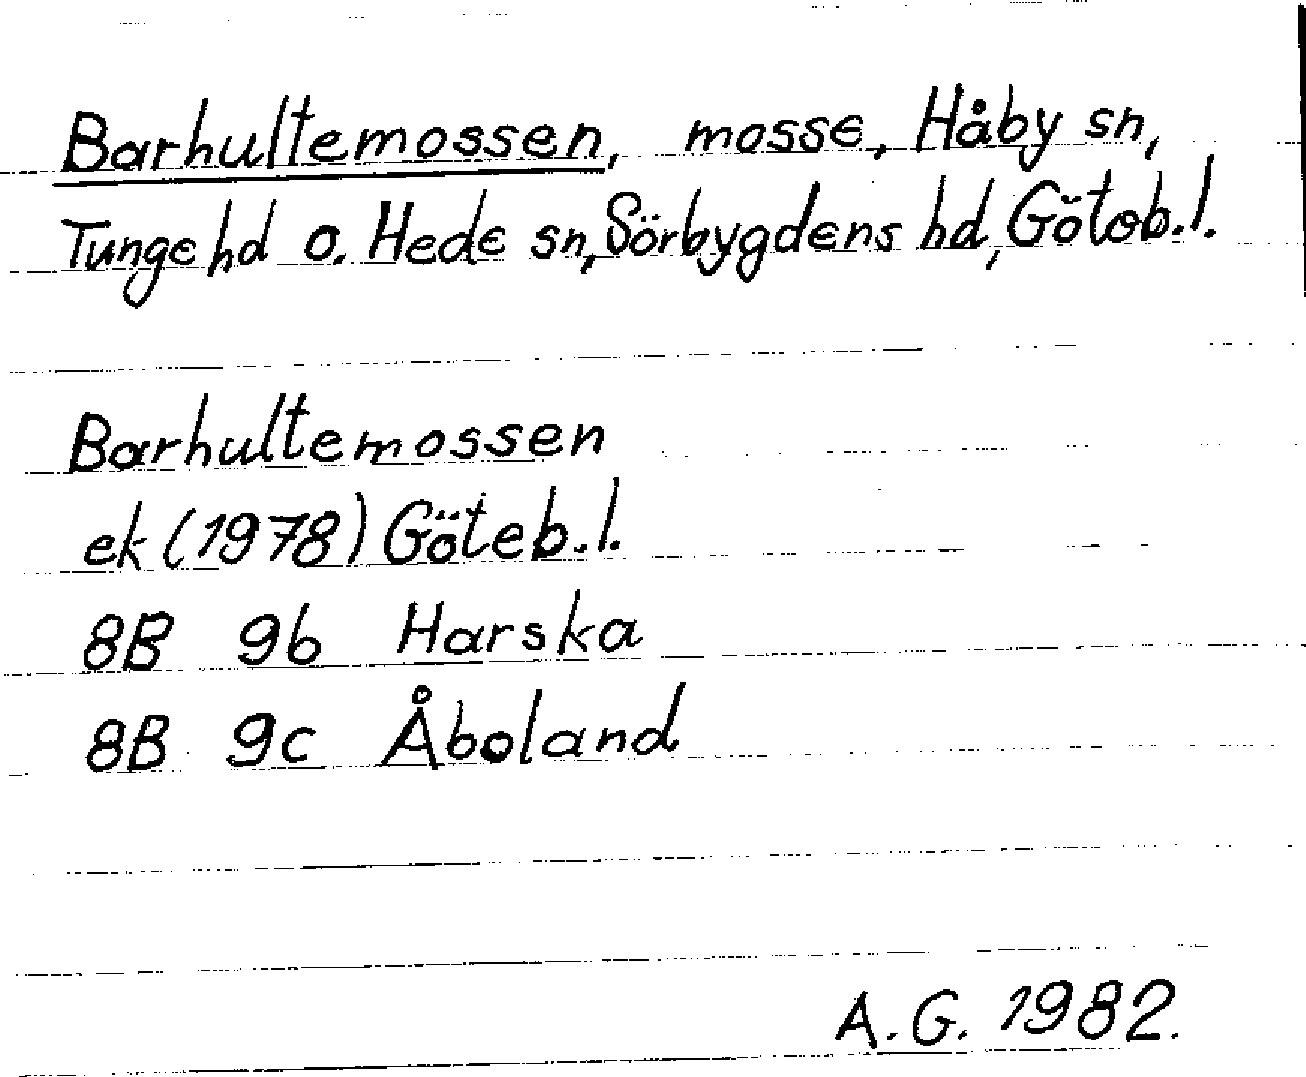 Barhultemossen, mosse, Håby sn,
Tunge hd o. Hede sn, Sörbygdens hd, Göteb.l.
Barhultemossen
ek (1978) Göteb.l.
8B 9b Harska
8B 9c Åboland
A.G. 1982.